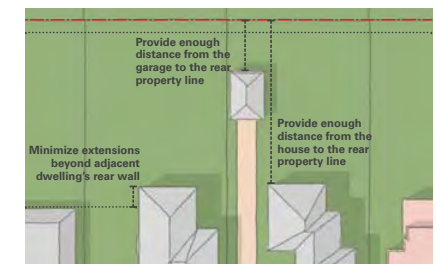 Provide enough
distance from the
garage to the rear
property line
Provide enough
distance from the
house to the rear
property line
Minimize extensions
beyond adjacent
dwelling's rear wall